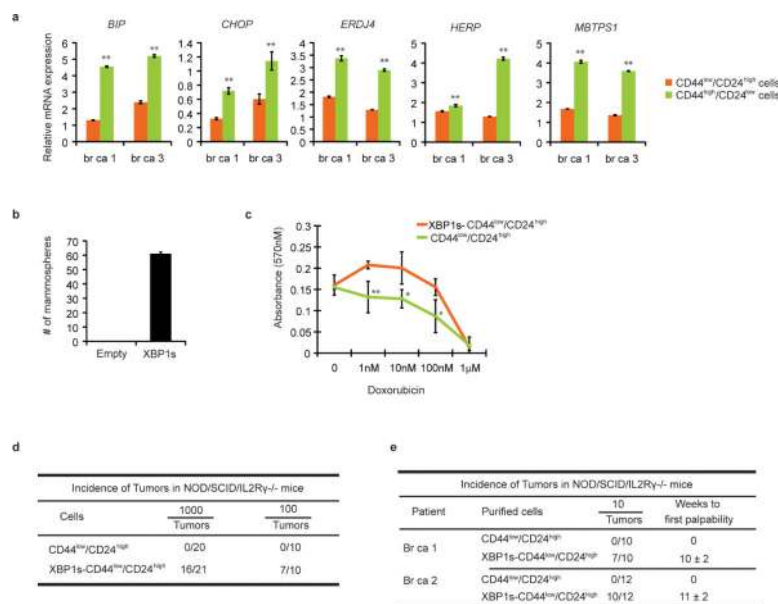 a
BIP CHOP ERDJ4 HERP MBTPS1
Relative mRNA expression
6
5
4
3
2
1
0
**
**
br ca 1 br ca 3
1.4
1.2
1
0.8
0.6
0.4
0.2
0
**
**
br ca 1 br ca 3
4
3.5
3
2.5
2
1.5
1
0.5
0
**
**
br ca 1 br ca 3
5
4
3
2
1
0
**
**
br ca 1 br ca 3
5
4
3
2
1
0
**
**
br ca 1 br ca 3
CD44low/CD24high cells
CD44high/CD24low cells
b
# of mammospheres
80
70
60
50
40
30
20
10
0
Empty XBP1s
c
XBP1s- CD44low/CD24high
CD44low/CD24high
Absorbance (570nM)
0.3
0.25
0.2
0.15
0.1
0.05
0
**
*
*
0 1nM 10nM 100nM 1µM
Doxorubicin
d
Incidence of Tumors in NOD/SCID/IL2Rγ-/- mice
Cells 1000 100
Tumors Tumors
CD44low/CD24high 0/20 0/10
XBP1s-CD44low/CD24high 16/21 7/10
e
Incidence of Tumors in NOD/SCID/IL2Rγ-/- mice
Patient Purified cells 10 Weeks to
Tumors first palpability
Br ca 1 CD44low/CD24high 0/10 0
XBP1s-CD44low/CD24high 7/10 10 ± 2
Br ca 2 CD44low/CD24high 0/12 0
XBP1s-CD44low/CD24high 10/12 11 ± 2